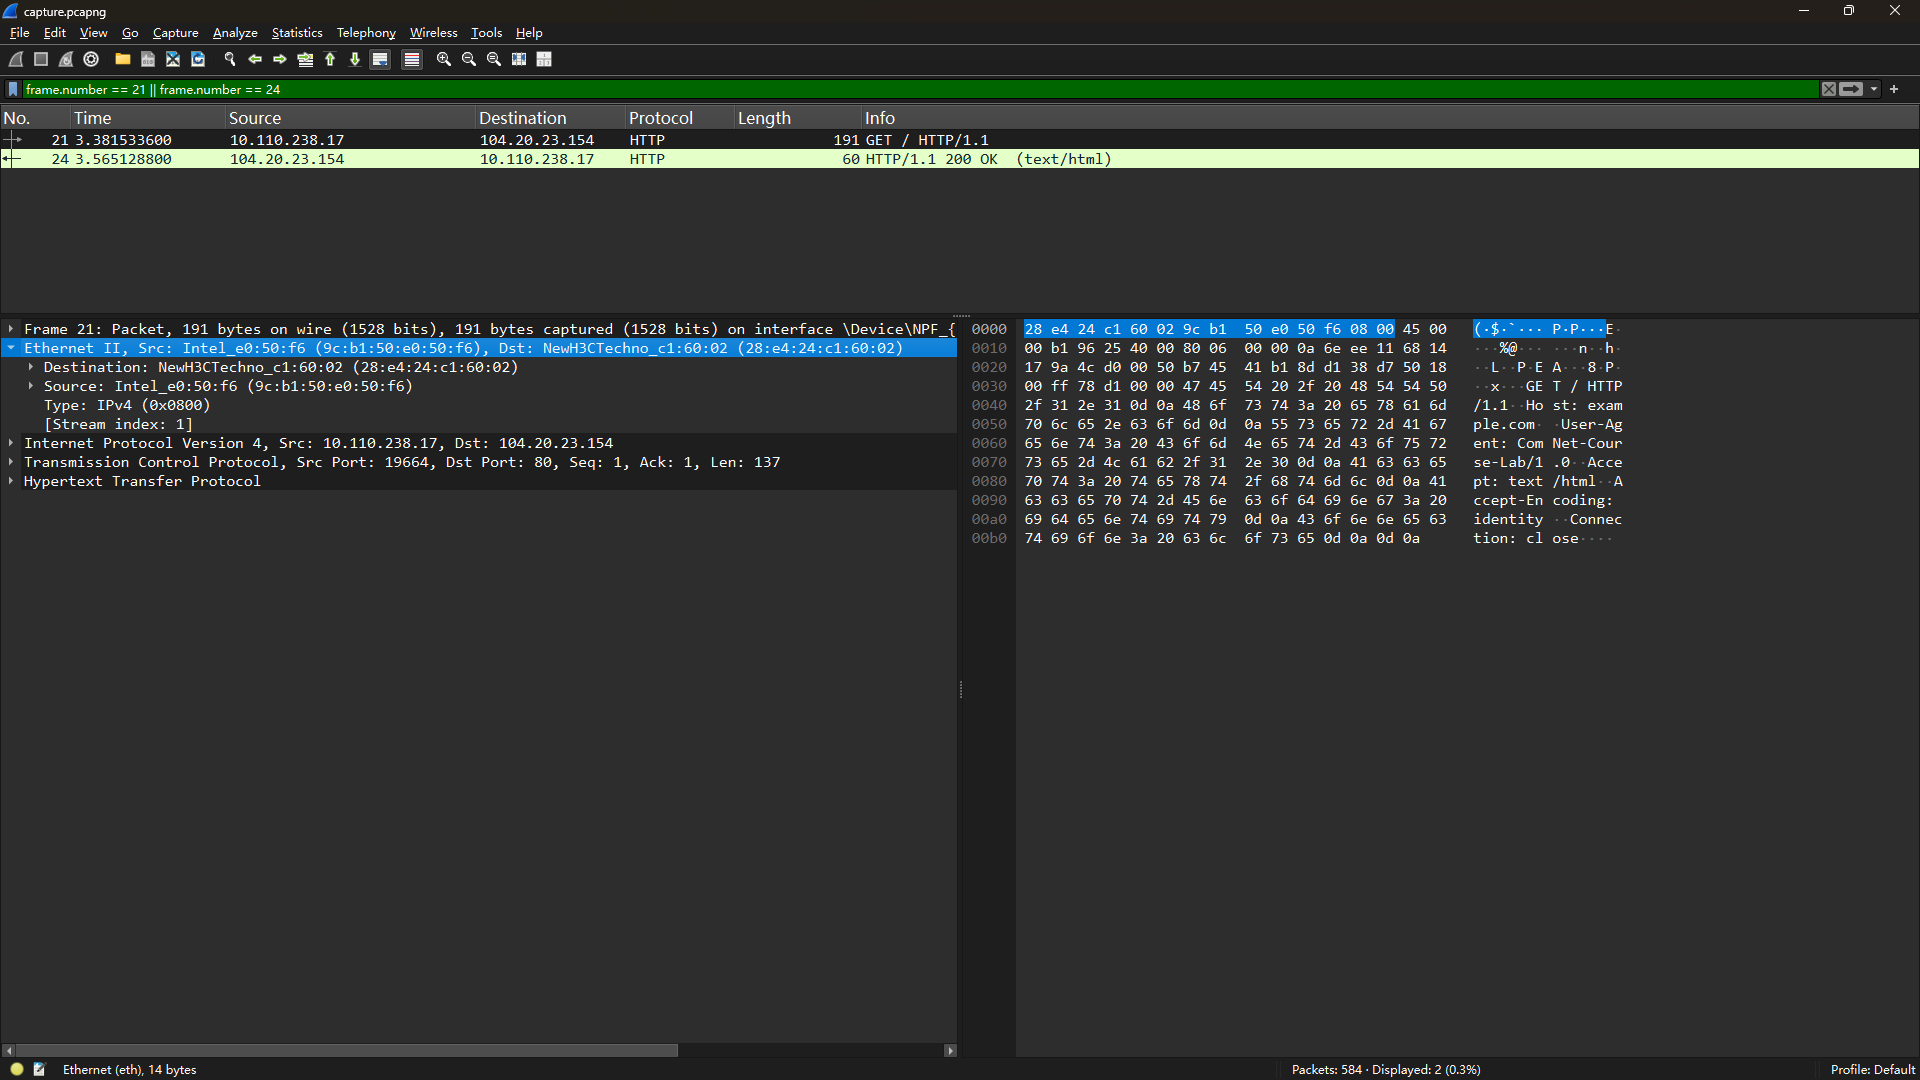 capture.pcapng
File Edit View Go Capture Analyze Statistics Telephony Wireless Tools Help
frame.number == 21 || frame.number == 24
No. Time Source Destination Protocol Length Info
21 3.381533600 10.110.238.17 104.20.23.154 HTTP 191 GET / HTTP/1.1
24 3.565128800 104.20.23.154 10.110.238.17 HTTP 60 HTTP/1.1 200 OK (text/html)
Frame 21: Packet, 191 bytes on wire (1528 bits), 191 bytes captured (1528 bits) on interface \Device\NPF_{
Ethernet II, Src: Intel_e0:50:f6 (9c:b1:50:e0:50:f6), Dst: NewH3CTechno_c1:60:02 (28:e4:24:c1:60:02)
Destination: NewH3CTechno_c1:60:02 (28:e4:24:c1:60:02)
Source: Intel_e0:50:f6 (9c:b1:50:e0:50:f6)
Type: IPv4 (0x0800)
[Stream index: 1]
Internet Protocol Version 4, Src: 10.110.238.17, Dst: 104.20.23.154
Transmission Control Protocol, Src Port: 19664, Dst Port: 80, Seq: 1, Ack: 1, Len: 137
Hypertext Transfer Protocol
0000 28 e4 24 c1 60 02 9c b1 50 e0 50 f6 08 00 45 00 (·$·`··· P·P···E·
0010 00 b1 96 25 40 00 80 06 00 00 0a 6e ee 11 68 14 ···%@··· ···n··h·
0020 17 9a 4c d0 00 50 b7 45 41 b1 8d d1 38 d7 50 18 ··L··P·E A···8·P·
0030 00 ff 78 d1 00 00 47 45 54 20 2f 20 48 54 54 50 ··x···GE T / HTTP
0040 2f 31 2e 31 0d 0a 48 6f 73 74 3a 20 65 78 61 6d /1.1··Ho st: exam
0050 70 6c 65 2e 63 6f 6d 0d 0a 55 73 65 72 2d 41 67 ple.com· ·User-Ag
0060 65 6e 74 3a 20 43 6f 6d 4e 65 74 2d 43 6f 75 72 ent: Com Net-Cour
0070 73 65 2d 4c 61 62 2f 31 2e 30 0d 0a 41 63 63 65 se-Lab/1 .0··Acce
0080 70 74 3a 20 74 65 78 74 2f 68 74 6d 6c 0d 0a 41 pt: text /html··A
0090 63 63 65 70 74 2d 45 6e 63 6f 64 69 6e 67 3a 20 ccept-En coding:
00a0 69 64 65 6e 74 69 74 79 0d 0a 43 6f 6e 6e 65 63 identity ··Connec
00b0 74 69 6f 6e 3a 20 63 6c 6f 73 65 0d 0a 0d 0a tion: cl ose····
Ethernet (eth), 14 bytes
Packets: 584 · Displayed: 2 (0.3%)
Profile: Default